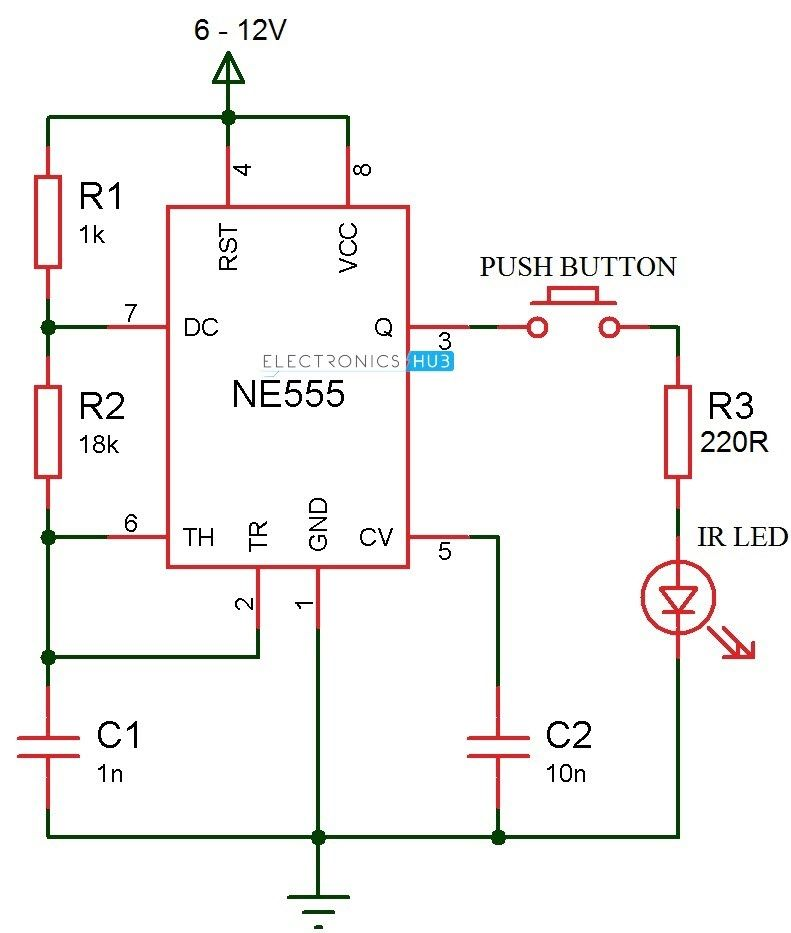 6 - 12V
4
8
R1
1k
RST
VCC
PUSH BUTTON
7
DC
Q
3
ELECTRONICS HUB
NE555
R2
18k
R3
220R
6
TH
TR
GND
CV
5
IR LED
2
1
C1
1n
C2
10n